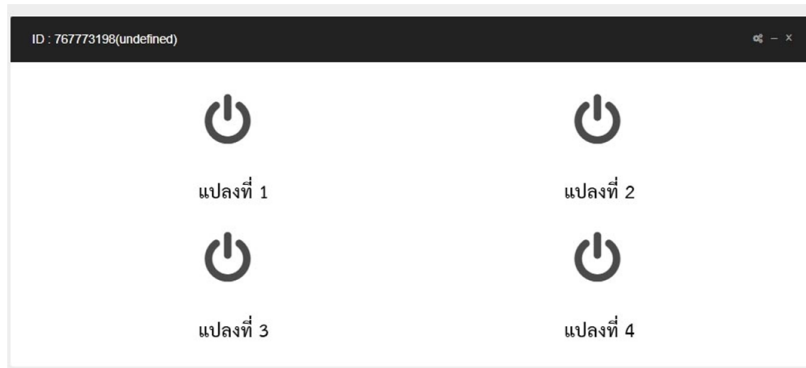 ID : 767773198(undefined)
แปลงที่ 1
แปลงที่ 2
แปลงที่ 3
แปลงที่ 4